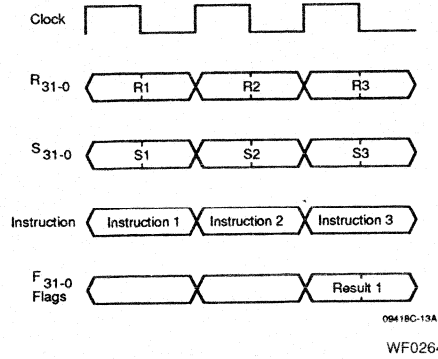 Clock
R31-0 R1 R2 R3
S31-0 S1 S2 S3
Instruction Instruction 1 Instruction 2 Instruction 3
F31-0
Flags Result 1
09418C-13A
WF0264